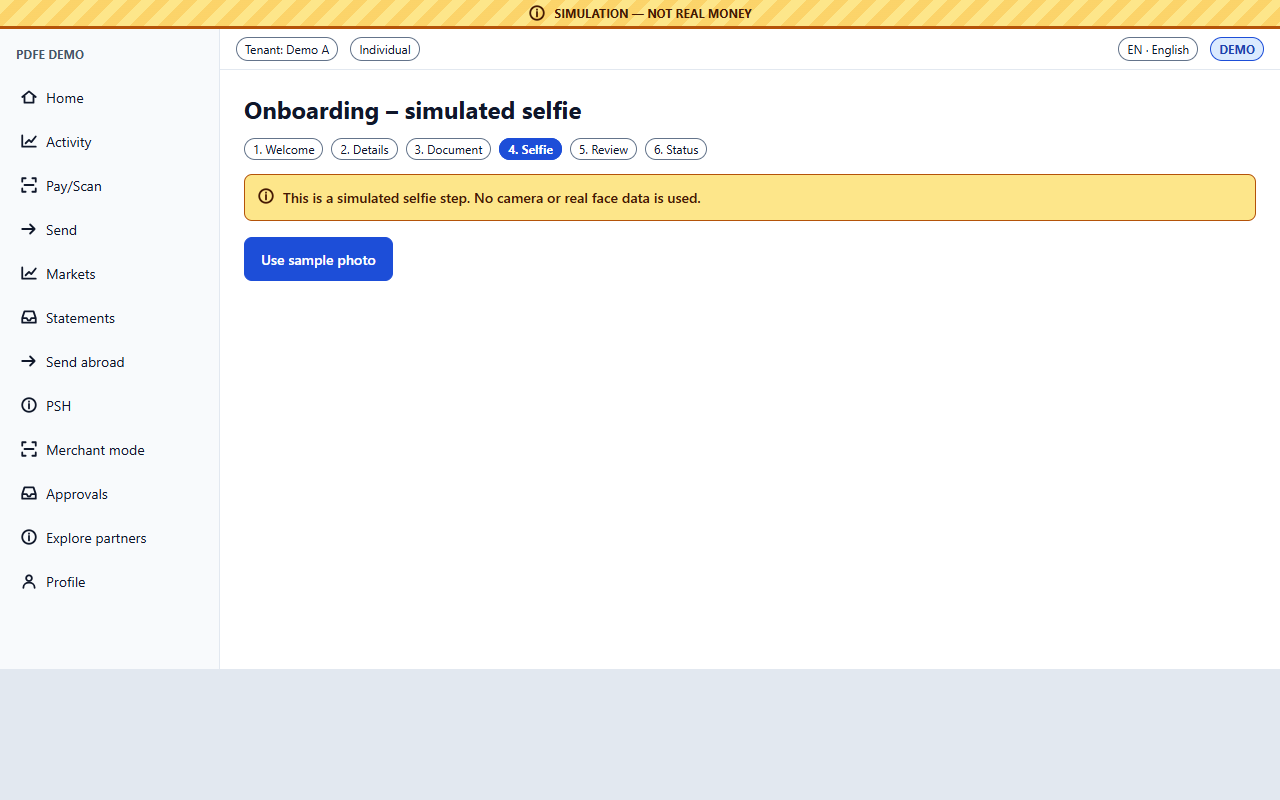 SIMULATION — NOT REAL MONEY
PDFE DEMO
Tenant: Demo A
Individual
EN · English
DEMO
Home
Activity
Pay/Scan
Send
Markets
Statements
Send abroad
PSH
Merchant mode
Approvals
Explore partners
Profile
Onboarding – simulated selfie
1. Welcome
2. Details
3. Document
4. Selfie
5. Review
6. Status
This is a simulated selfie step. No camera or real face data is used.
Use sample photo